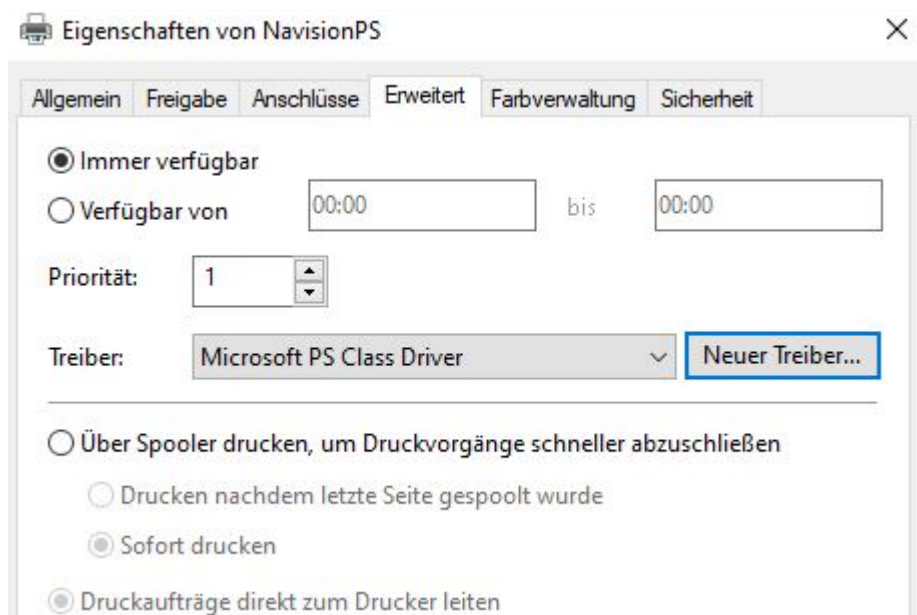 Eigenschaften von NavisionPS
Allgemein Freigabe Anschlüsse Erweitert Farbverwaltung Sicherheit
Immer verfügbar
Verfügbar von 00:00 bis 00:00
Priorität: 1
Treiber: Microsoft PS Class Driver Neuer Treiber...
Über Spooler drucken, um Druckvorgänge schneller abzuschließen
Drucken nachdem letzte Seite gespoolt wurde
Sofort drucken
Druckaufträge direkt zum Drucker leiten